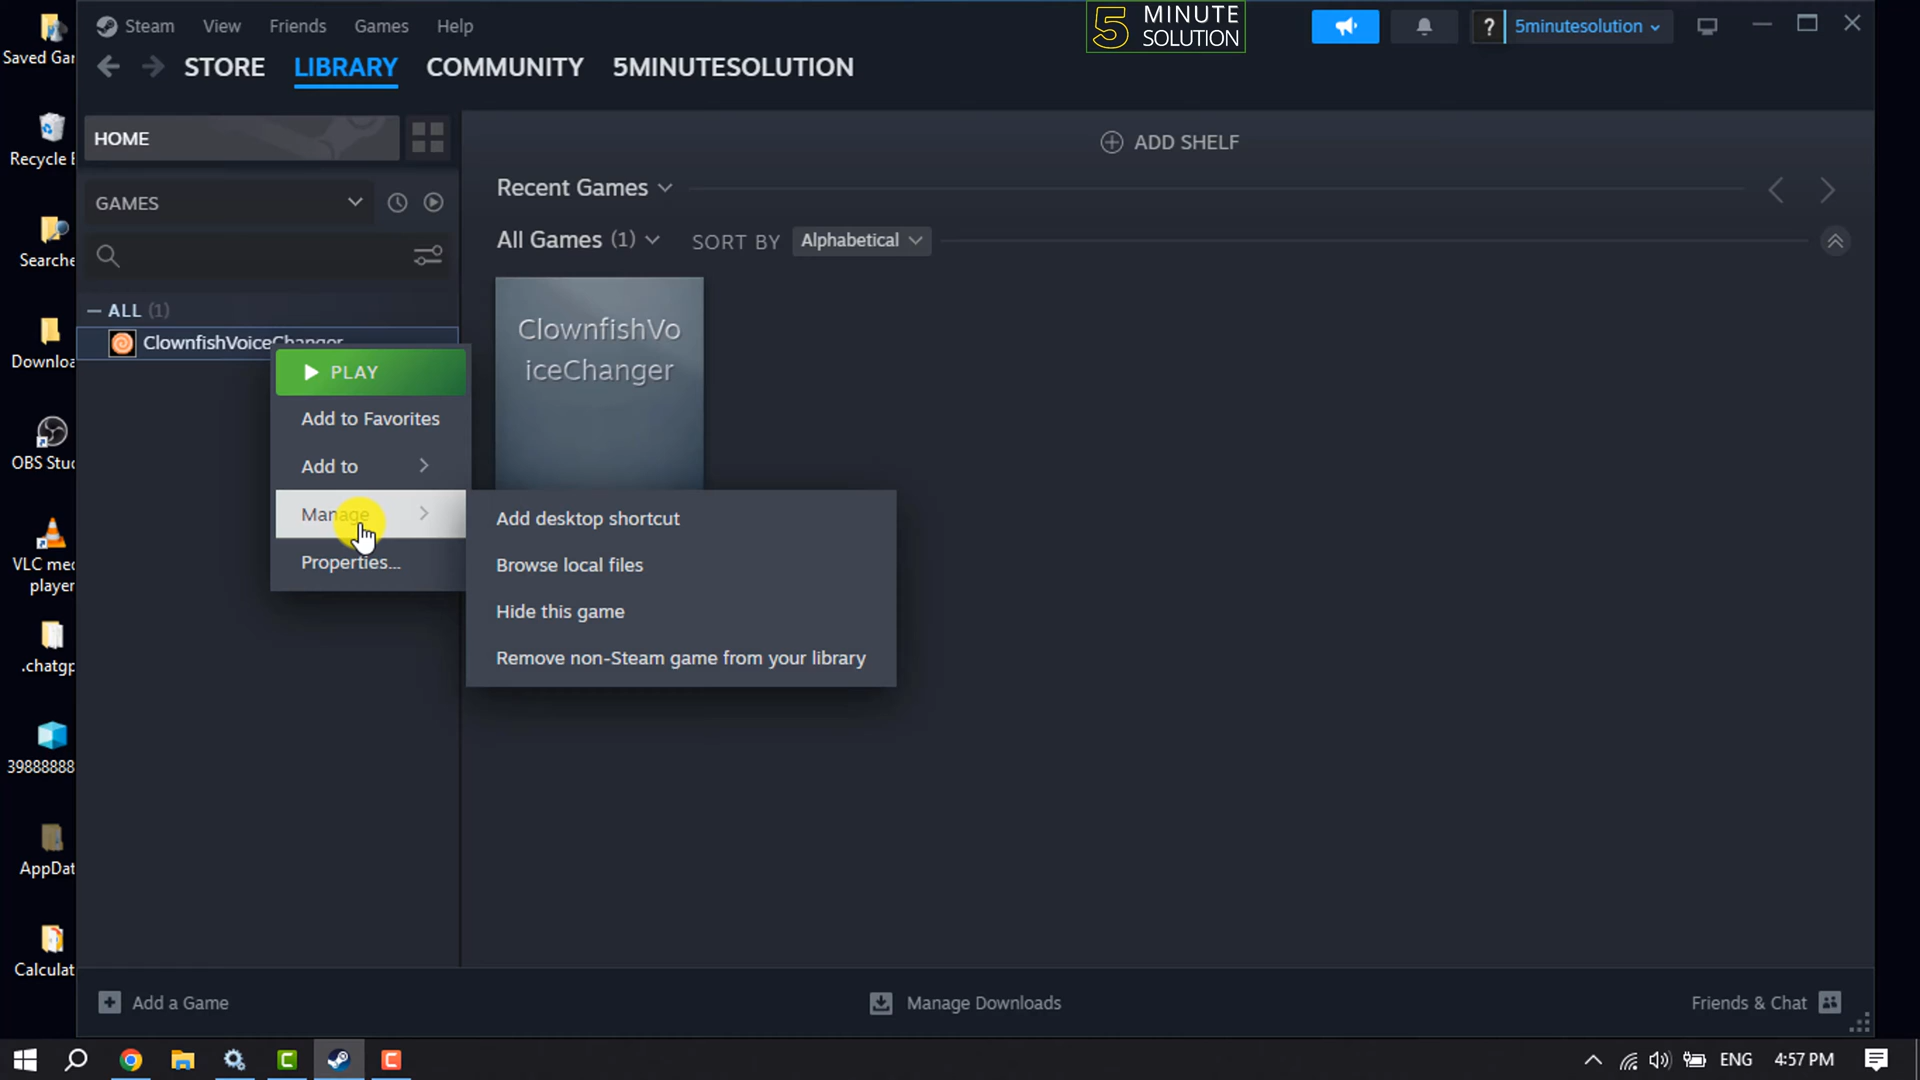 Saved Gar
Recycle B
Searche
Downloa
OBS Stud
VLC med
player
.chatgp
39888888
AppDat
Calculat
Steam View Friends Games Help
5 MINUTE
SOLUTION
? 5minutesolution
STORE LIBRARY COMMUNITY 5MINUTESOLUTION
HOME
GAMES
ALL (1)
ClownfishVoiceChanger
PLAY
Add to Favorites
Add to
Manage
Properties...
Add desktop shortcut
Browse local files
Hide this game
Remove non-Steam game from your library
ADD SHELF
Recent Games
All Games (1) SORT BY Alphabetical
ClownfishVo
iceChanger
Add a Game
Manage Downloads
Friends & Chat
ENG 4:57 PM